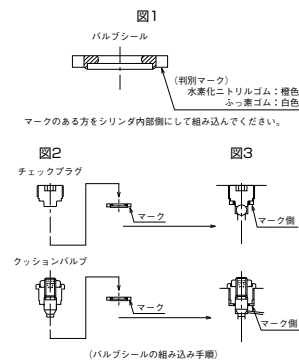 図1
バルブシール
(判別マーク)
水素化ニトリルゴム：橙色
ふっ素ゴム：白色
マークのある方をシリンダ内部側にして組み込んでください。
図2
図3
チェックプラグ
マーク
マーク側
クッションバルブ
マーク
マーク側
(バルブシールの組み込み手順)